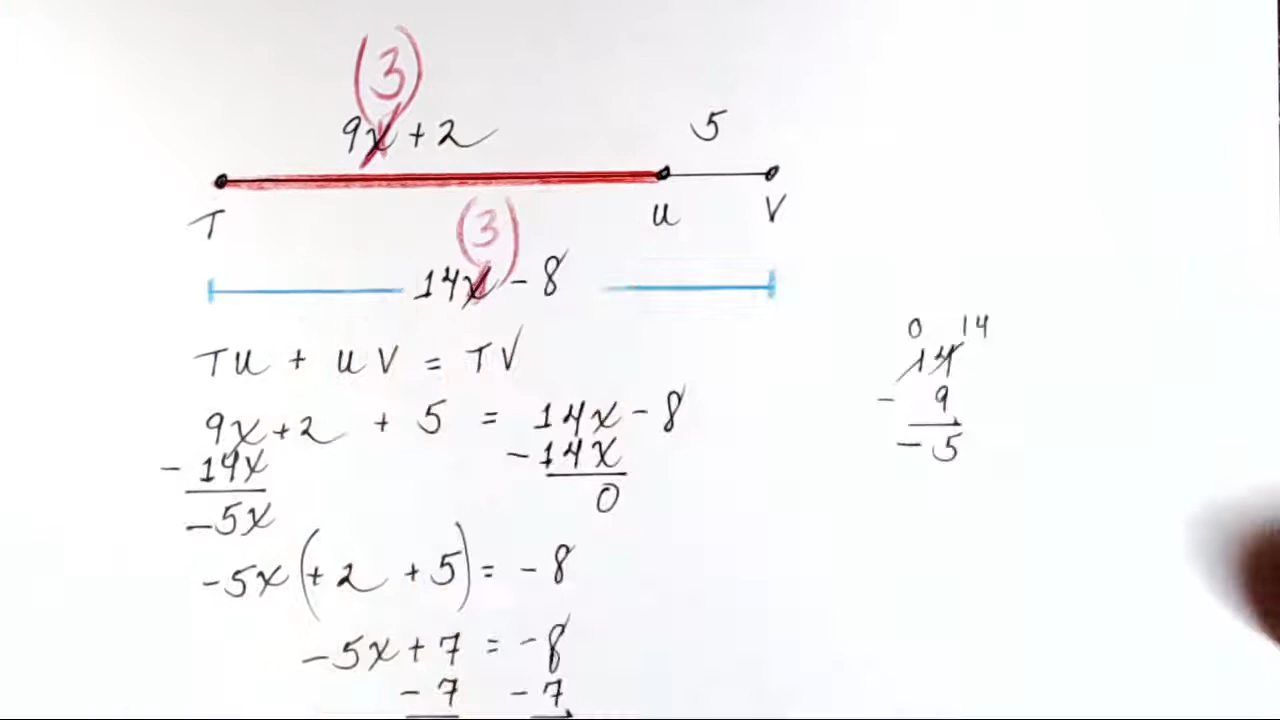 (3)
9x + 2
5
T
U
V
(3)
14x - 8
TU + UV = TV
9x + 2 + 5 = 14x - 8
- 14x - 14x
-5x 0
-5x (+2 +5) = -8
-5x + 7 = -8
- 7 - 7
0 14
14
- 9
- 5